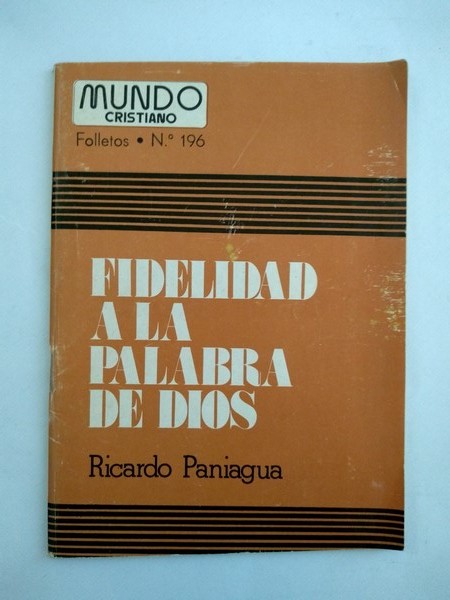 MUNDO
CRISTIANO
Folletos • N.º 196
FIDELIDAD
A LA
PALABRA
DE DIOS
Ricardo Paniagua